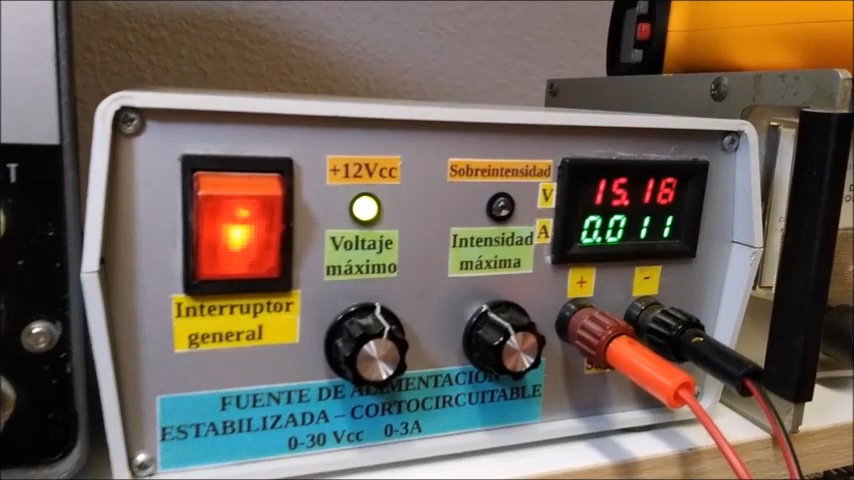 T
+12Vcc
Voltaje
máximo
Sobreintensidad
Intensidad
máxima
V
A
15.18
0.011
+
-
Interruptor
general
FUENTE DE ALIMENTACIÓN
ESTABILIZADA – CORTOCIRCUITABLE
0-30 Vcc 0-3A